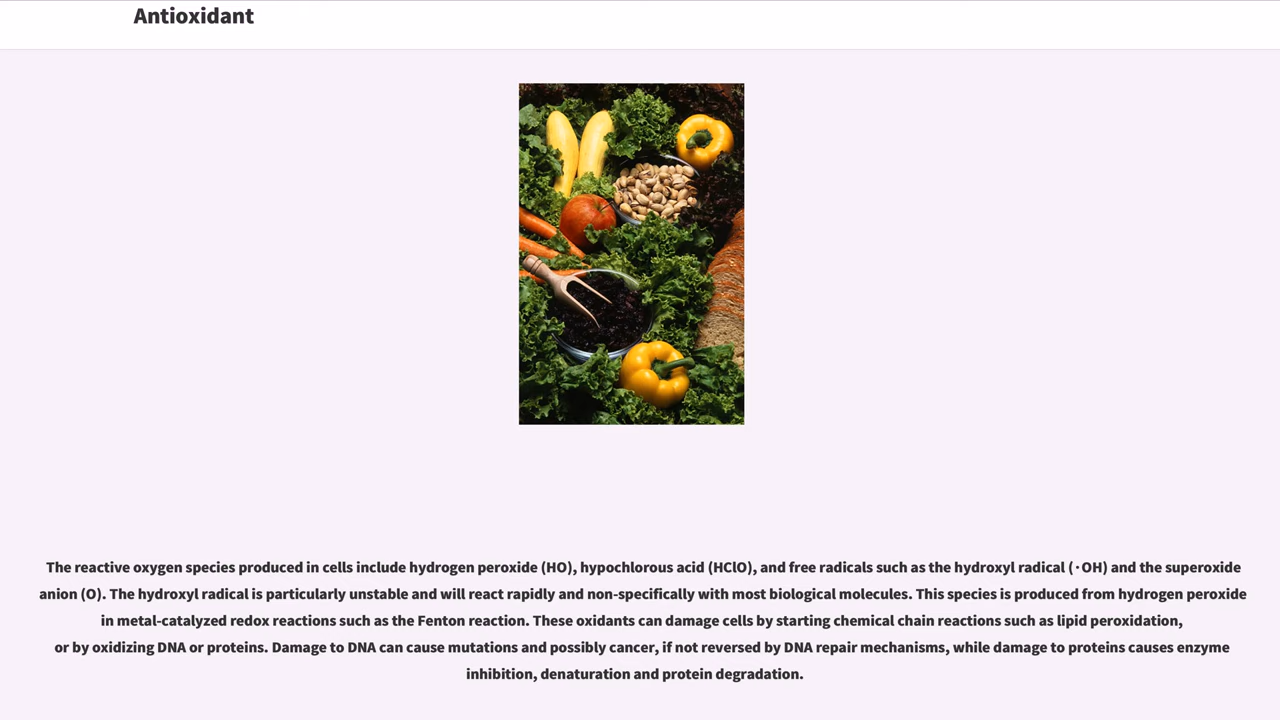 Antioxidant
The reactive oxygen species produced in cells include hydrogen peroxide (HO), hypochlorous acid (HClO), and free radicals such as the hydroxyl radical (·OH) and the superoxide
anion (O). The hydroxyl radical is particularly unstable and will react rapidly and non-specifically with most biological molecules. This species is produced from hydrogen peroxide
in metal-catalyzed redox reactions such as the Fenton reaction. These oxidants can damage cells by starting chemical chain reactions such as lipid peroxidation,
or by oxidizing DNA or proteins. Damage to DNA can cause mutations and possibly cancer, if not reversed by DNA repair mechanisms, while damage to proteins causes enzyme
inhibition, denaturation and protein degradation.